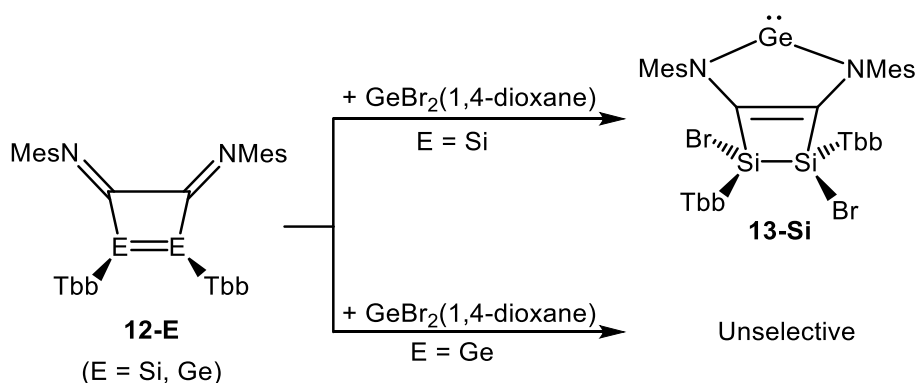 MesN
NMes
E
E
Tbb
Tbb
12-E
(E = Si, Ge)
+ GeBr2(1,4-dioxane)
E = Si
Ge
MesN
NMes
Br
Si
Si
Tbb
Tbb
Br
13-Si
+ GeBr2(1,4-dioxane)
E = Ge
Unselective